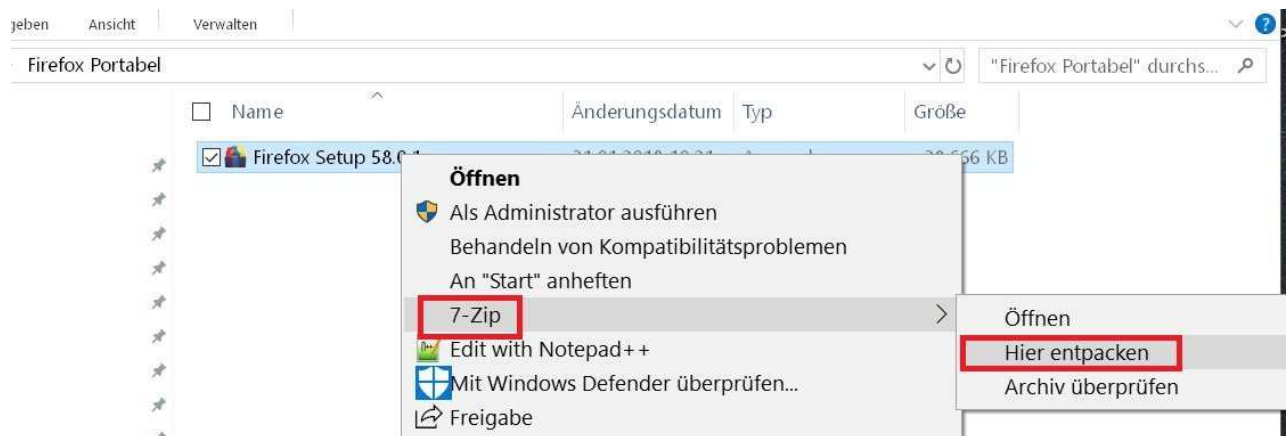 Ansicht Verwalten
Firefox Portabel "Firefox Portabel" durchs...
Name Änderungsdatum Typ Größe
Firefox Setup 58.0.1 KB
Öffnen
Als Administrator ausführen
Behandeln von Kompatibilitätsproblemen
An "Start" anheften
7-Zip
Öffnen
Edit with Notepad++
Hier entpacken
Mit Windows Defender überprüfen...
Archiv überprüfen
Freigabe